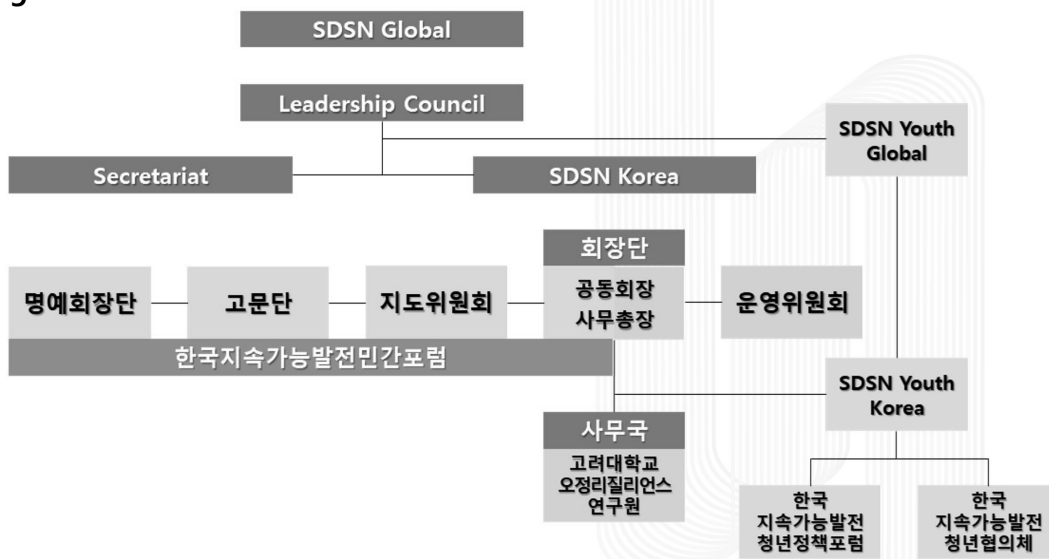 SDSN Global
Leadership Council
SDSN Youth
Global
Secretariat
SDSN Korea
회장단
명예회장단
고문단
지도위원회
공동회장
사무총장
운영위원회
한국지속가능발전민간포럼
SDSN Youth
Korea
사무국
고려대학교
오정리질리언스
연구원
한국
지속가능발전
청년정책포럼
한국
지속가능발전
청년협의체